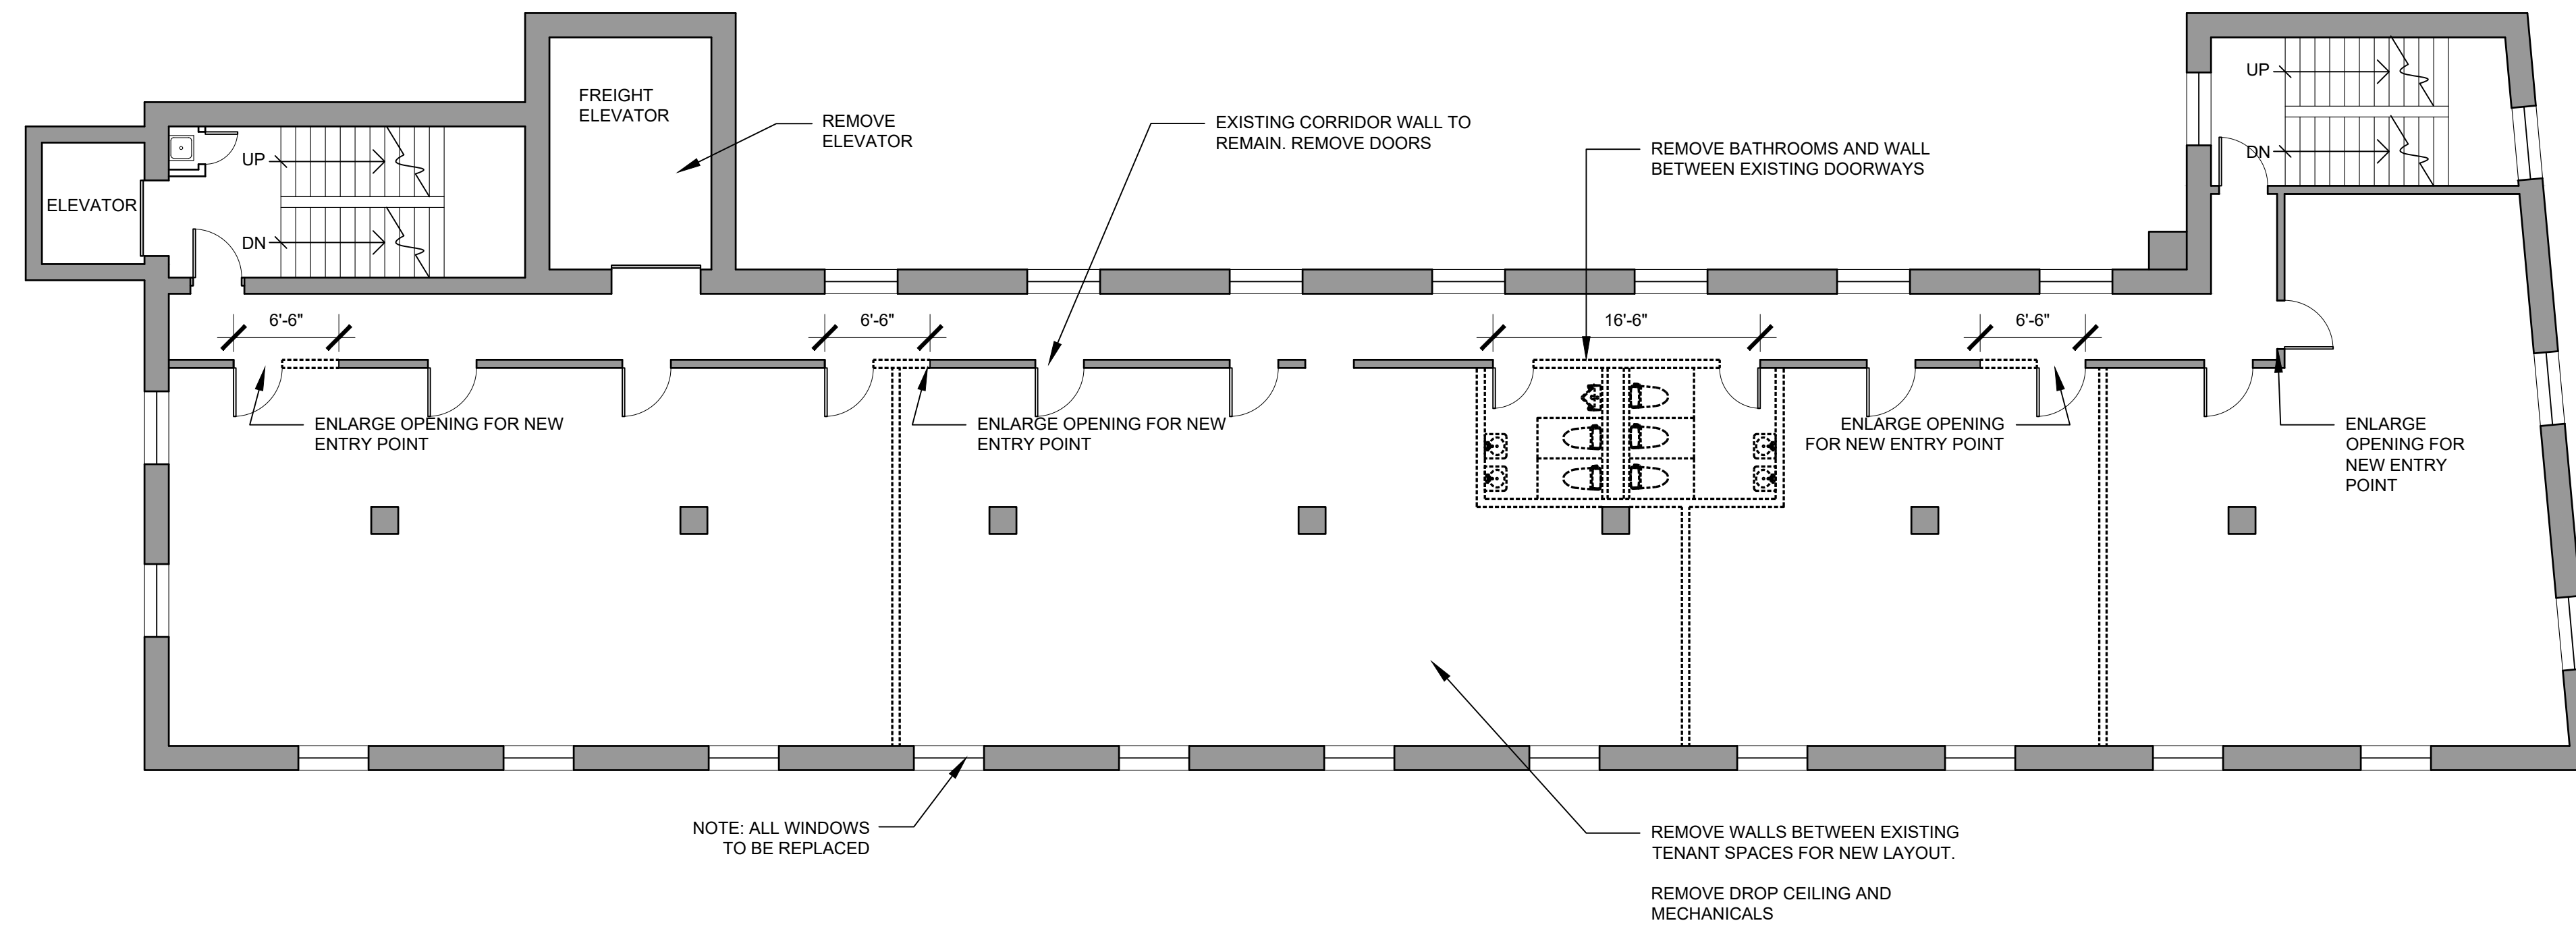 FREIGHT
ELEVATOR
REMOVE
ELEVATOR
EXISTING CORRIDOR WALL TO
REMAIN. REMOVE DOORS
REMOVE BATHROOMS AND WALL
BETWEEN EXISTING DOORWAYS
UP
DN
ELEVATOR
UP
DN
6'-6"
6'-6"
16'-6"
6'-6"
ENLARGE OPENING FOR NEW
ENTRY POINT
ENLARGE OPENING FOR NEW
ENTRY POINT
ENLARGE OPENING
FOR NEW ENTRY POINT
ENLARGE
OPENING FOR
NEW ENTRY
POINT
NOTE: ALL WINDOWS
TO BE REPLACED
REMOVE WALLS BETWEEN EXISTING
TENANT SPACES FOR NEW LAYOUT.
REMOVE DROP CEILING AND
MECHANICALS